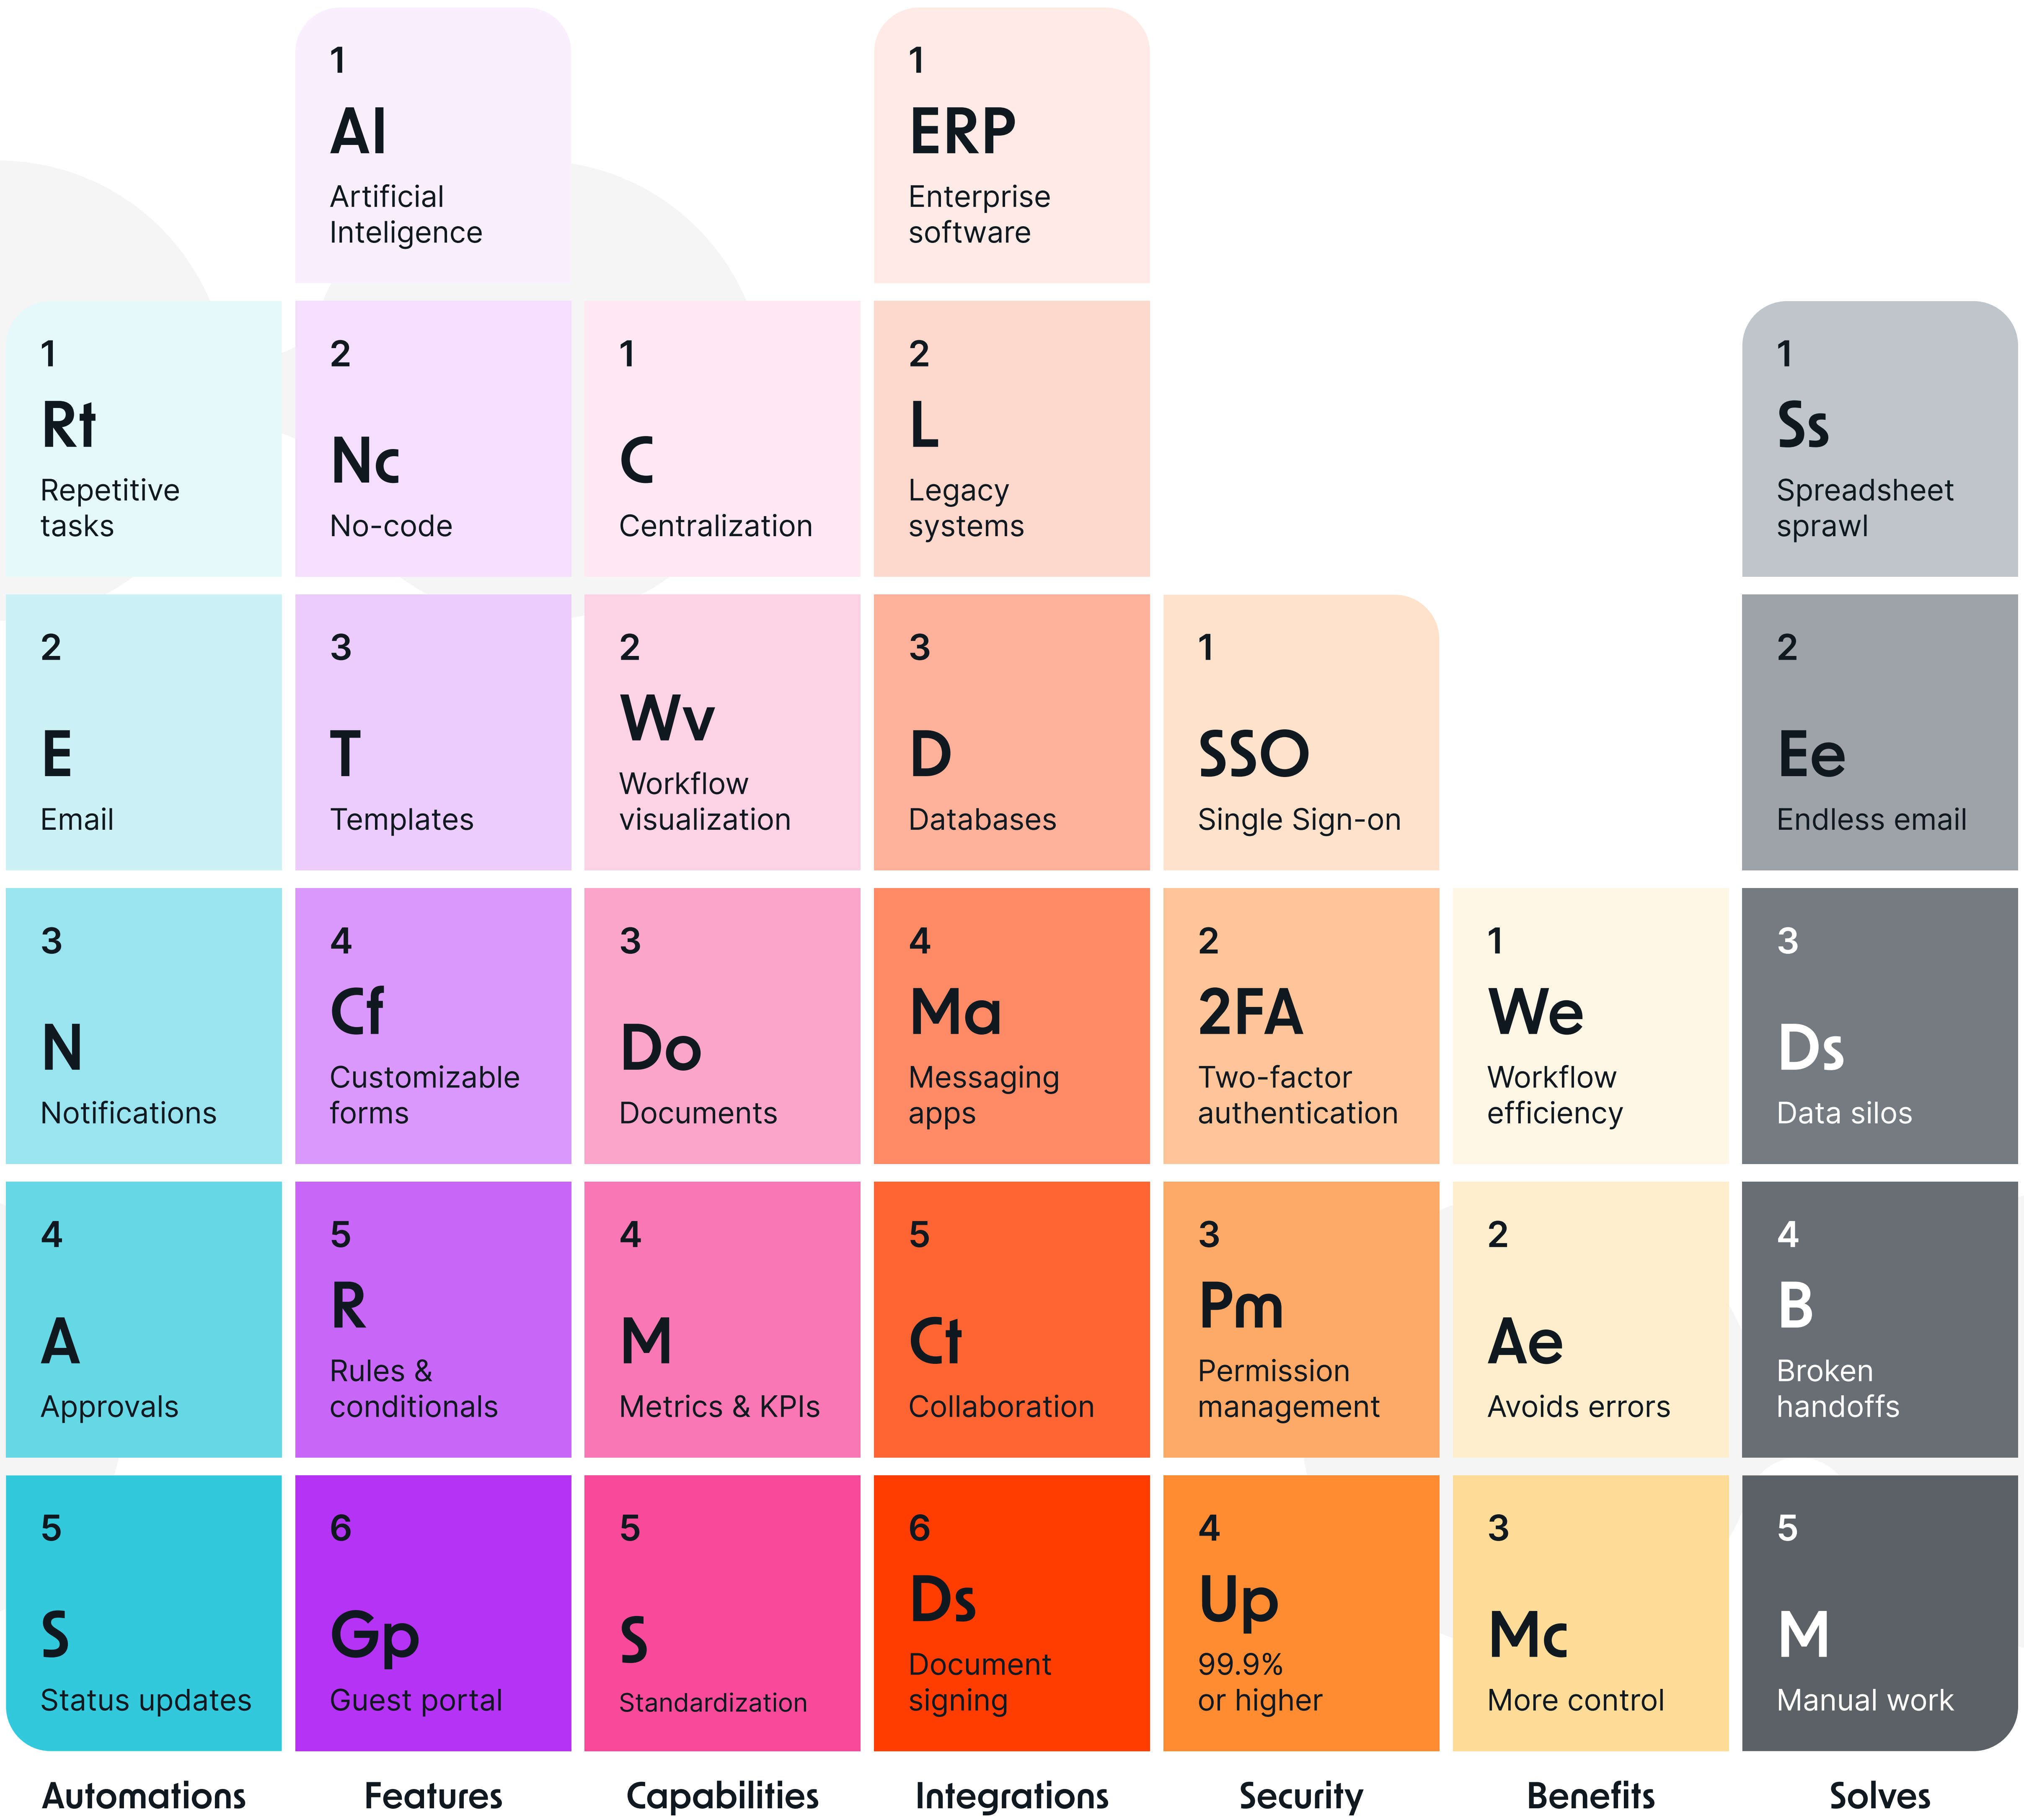 1
AI
Artificial
Inteligence
1
ERP
Enterprise
software
1
Rt
Repetitive
tasks
2
Nc
No-code
1
C
Centralization
2
L
Legacy
systems
1
Ss
Spreadsheet
sprawl
2
E
Email
3
T
Templates
2
Wv
Workflow
visualization
3
D
Databases
1
SSO
Single Sign-on
2
Ee
Endless email
3
N
Notifications
4
Cf
Customizable
forms
3
Do
Documents
4
Ma
Messaging
apps
2
2FA
Two-factor
authentication
1
We
Workflow
efficiency
3
Ds
Data silos
4
A
Approvals
5
R
Rules &
conditionals
4
M
Metrics & KPIs
5
Ct
Collaboration
3
Pm
Permission
management
2
Ae
Avoids errors
4
B
Broken
handoffs
5
S
Status updates
6
Gp
Guest portal
5
S
Standardization
6
Ds
Document
signing
4
Up
99.9%
or higher
3
Mc
More control
5
M
Manual work
Automations
Features
Capabilities
Integrations
Security
Benefits
Solves